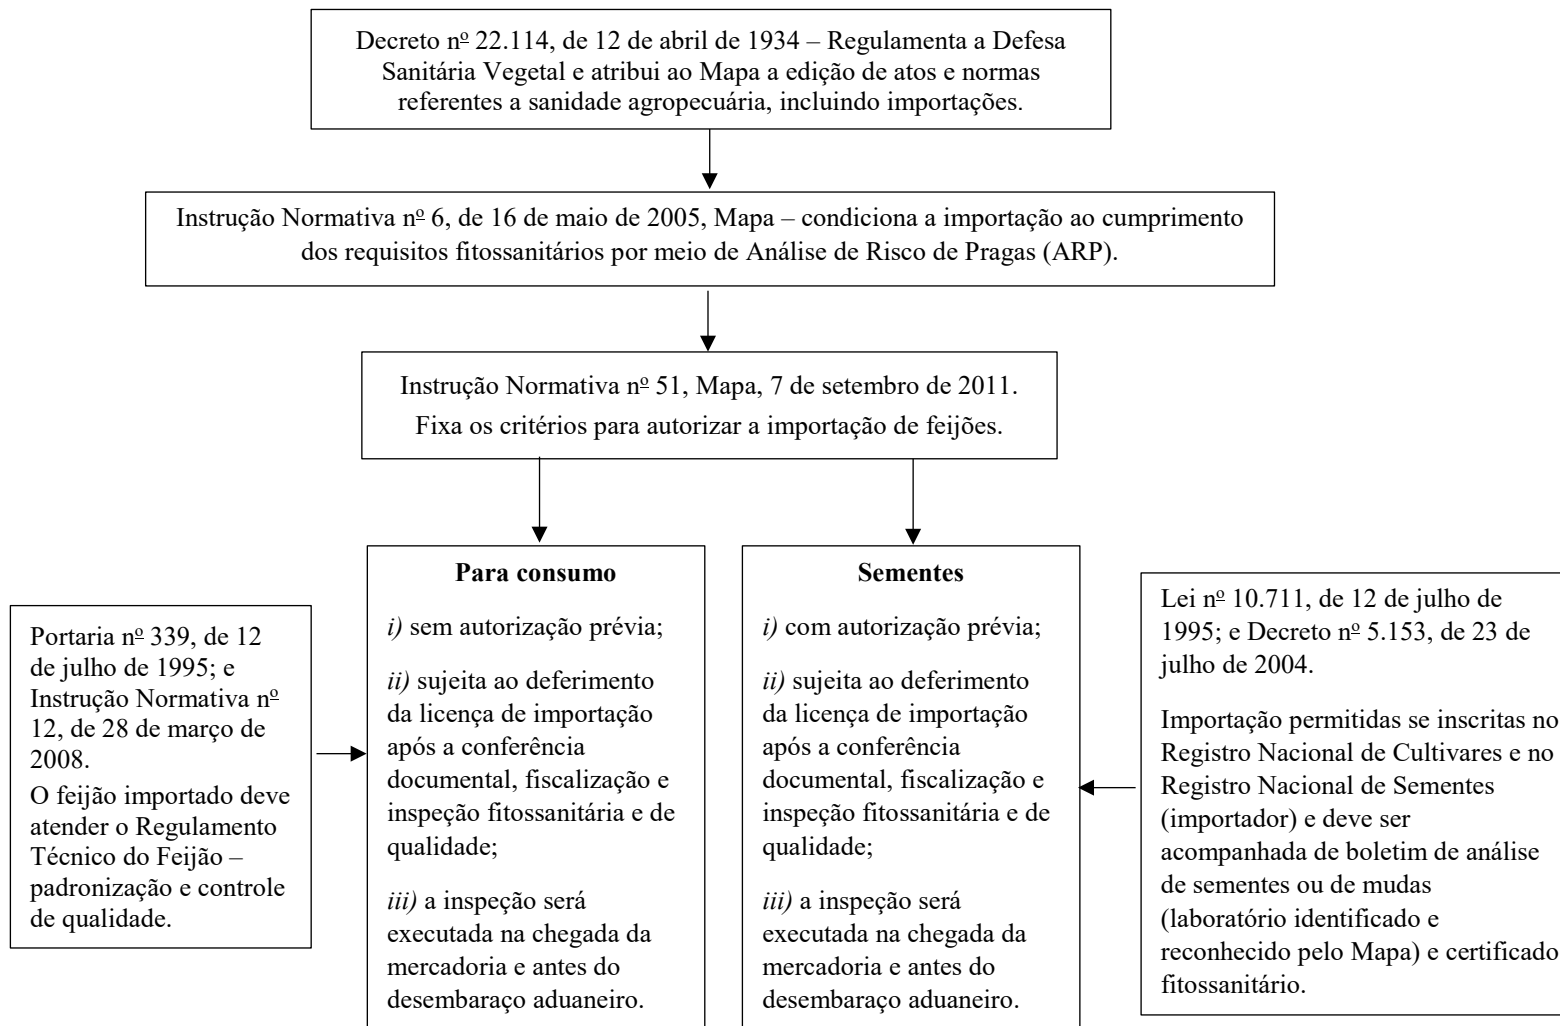 Decreto nº 22.114, de 12 de abril de 1934 – Regulamenta a Defesa
Sanitária Vegetal e atribui ao Mapa a edição de atos e normas
referentes a sanidade agropecuária, incluindo importações.
Instrução Normativa nº 6, de 16 de maio de 2005, Mapa – condiciona a importação ao cumprimento
dos requisitos fitossanitários por meio de Análise de Risco de Pragas (ARP).
Instrução Normativa nº 51, Mapa, 7 de setembro de 2011.
Fixa os critérios para autorizar a importação de feijões.
Portaria nº 339, de 12
de julho de 1995; e
Instrução Normativa nº
12, de 28 de março de
2008.
O feijão importado deve
atender o Regulamento
Técnico do Feijão –
padronização e controle
de qualidade.
Para consumo
i) sem autorização prévia;
ii) sujeita ao deferimento
da licença de importação
após a conferência
documental, fiscalização e
inspeção fitossanitária e de
qualidade;
iii) a inspeção será
executada na chegada da
mercadoria e antes do
desembaraço aduaneiro.
Sementes
i) com autorização prévia;
ii) sujeita ao deferimento
da licença de importação
após a conferência
documental, fiscalização e
inspeção fitossanitária e de
qualidade;
iii) a inspeção será
executada na chegada da
mercadoria e antes do
desembaraço aduaneiro.
Lei nº 10.711, de 12 de julho de
1995; e Decreto nº 5.153, de 23 de
julho de 2004.
Importação permitidas se inscritas no
Registro Nacional de Cultivares e no
Registro Nacional de Sementes
(importador) e deve ser
acompanhada de boletim de análise
de sementes ou de mudas
(laboratório identificado e
reconhecido pelo Mapa) e certificado
fitossanitário.